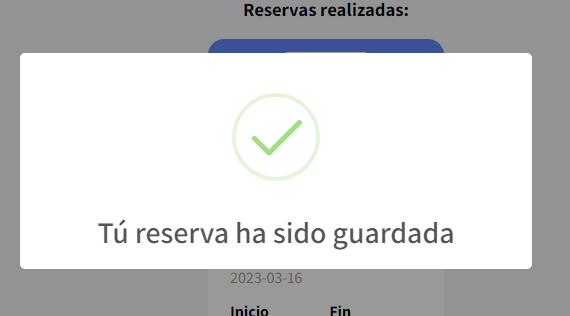 Reservas realizadas:
Tú reserva ha sido guardada
2023-03-16
Inicio Fin